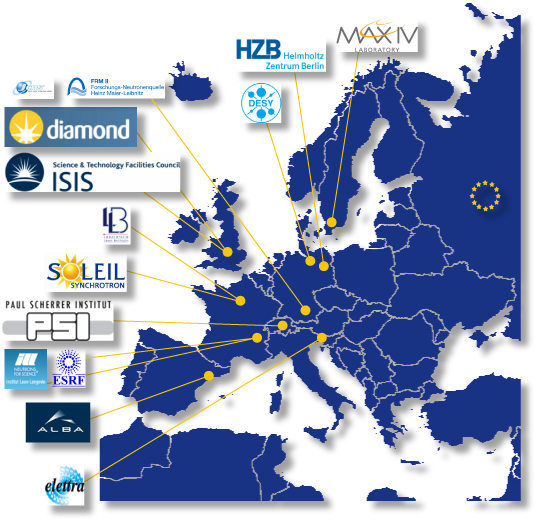 MAX IV
LABORATORY
HZB Helmholtz
Zentrum Berlin
FRM II
Forschungs-Neutronenquelle
Heinz Maier-Leibnitz
DESY
diamond
Science & Technology Facilities Council
ISIS
LLB
SOLEIL
SYNCHROTRON
PAUL SCHERRER INSTITUT
PSI
NEUTRONS
FOR SCIENCE
Institut Laue Langevin
ESRF
ALBA
elettra